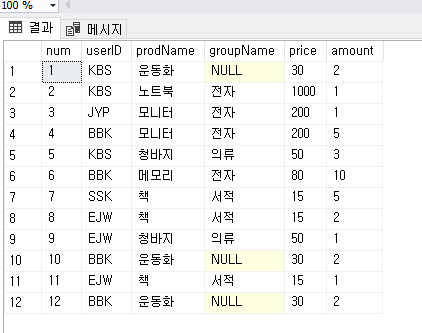 100 %
결과 메시지
num userID prodName groupName price amount
1 1 KBS 운동화 NULL 30 2
2 2 KBS 노트북 전자 1000 1
3 3 JYP 모니터 전자 200 1
4 4 BBK 모니터 전자 200 5
5 5 KBS 청바지 의류 50 3
6 6 BBK 메모리 전자 80 10
7 7 SSK 책 서적 15 5
8 8 EJW 책 서적 15 2
9 9 EJW 청바지 의류 50 1
10 10 BBK 운동화 NULL 30 2
11 11 EJW 책 서적 15 1
12 12 BBK 운동화 NULL 30 2